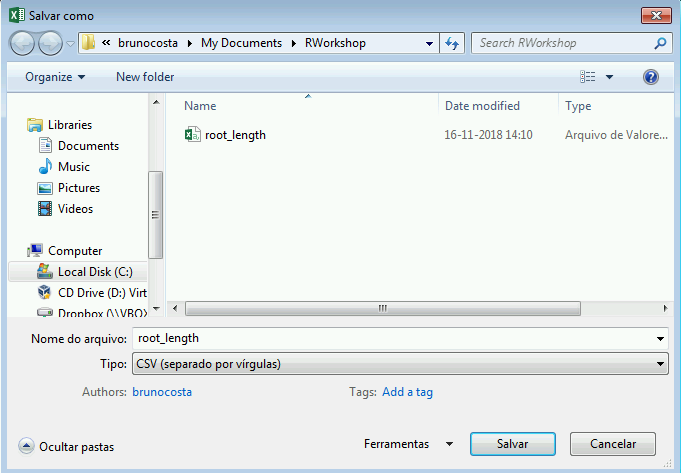 Salvar como
« brunocosta ▸ My Documents ▸ RWorkshop
Search RWorkshop
Organize New folder
Name Date modified Type
root_length 16-11-2018 14:10 Arquivo de Valore...
Libraries
Documents
Music
Pictures
Videos
Computer
Local Disk (C:)
CD Drive (D:) Virt
Dropbox (\\VBO
Nome do arquivo: root_length
Tipo: CSV (separado por vírgulas)
Authors: brunocosta Tags: Add a tag
Ocultar pastas Ferramentas Salvar Cancelar